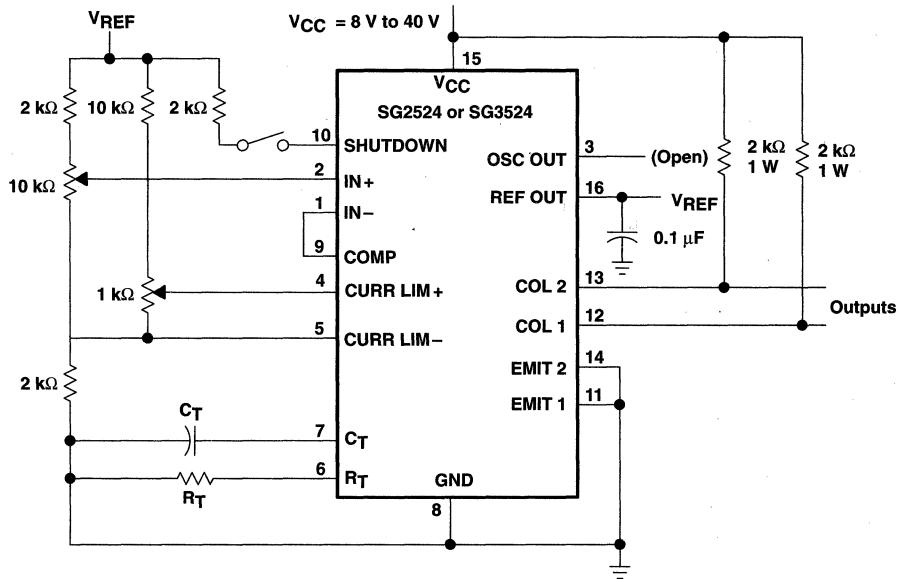 VREF
VCC = 8 V to 40 V
15
VCC
SG2524 or SG3524
2 kΩ
10 kΩ
2 kΩ
10
SHUTDOWN
3
OSC OUT
(Open)
2 kΩ
1 W
2 kΩ
1 W
10 kΩ
2
IN+
16
REF OUT
VREF
1
IN−
0.1 µF
9
COMP
4
CURR LIM+
1 kΩ
13
COL 2
Outputs
12
COL 1
5
CURR LIM−
14
EMIT 2
2 kΩ
11
EMIT 1
CT
7
CT
6
RT
RT
GND
8